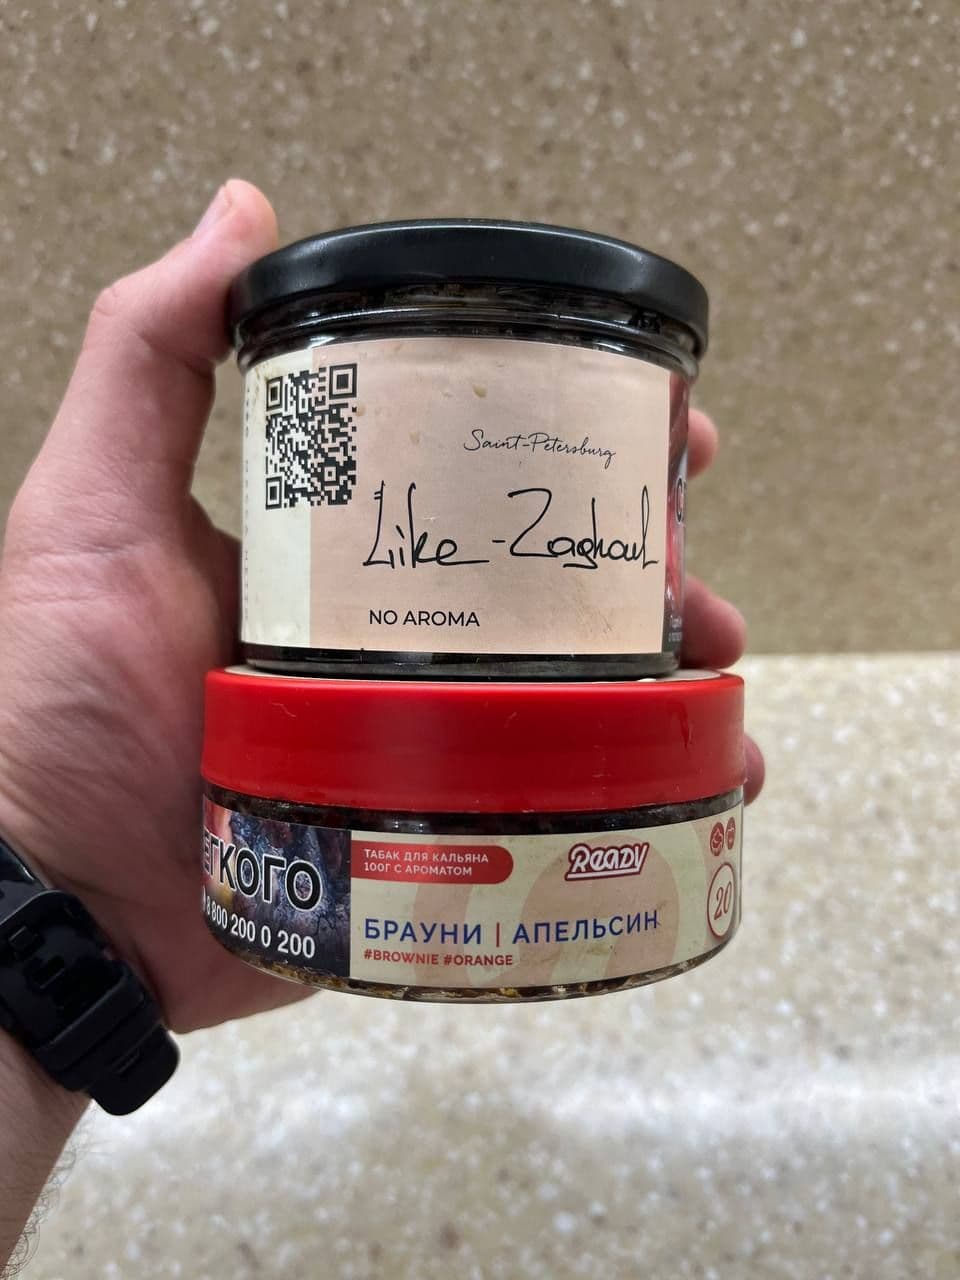 Saint-Petersburg
Like-Zaghoul
NO AROMA
ТАБАК ДЛЯ КАЛЬЯНА
100Г С АРОМАТОМ
READY
БРАУНИ | АПЕЛЬСИН
#BROWNIE #ORANGE
20
ЕГКОГО
8 800 200 0 200